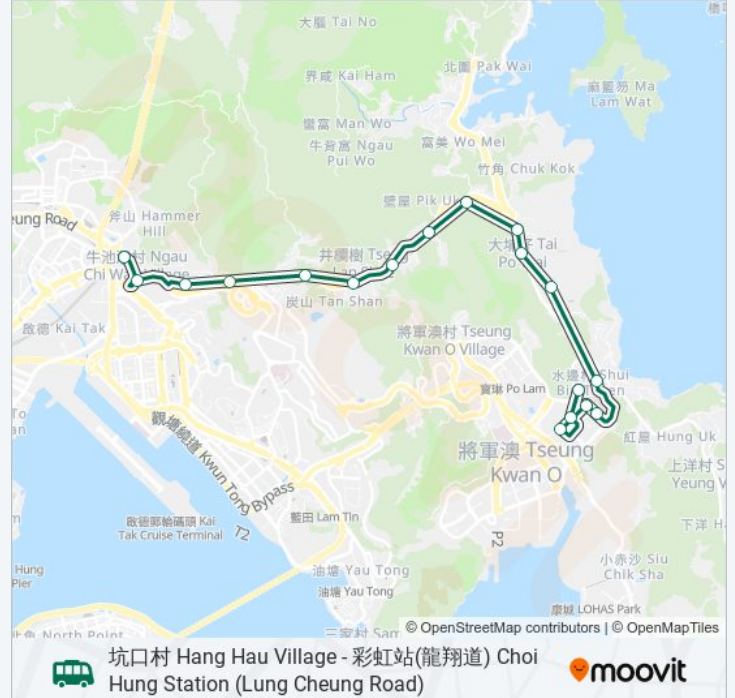 大腦 Tai No
北圍 Pak Wai
界咸 Kai Ham
麻籃笏 Ma
Lam Wat
蠻窩 Man Wo
牛背窩 Ngau
Pui Wo
窩美 Wo Mei
竹角 Chuk Kok
壁屋 Pik Uk
eung Road
斧山 Hammer
Hill
牛池灣村 Ngau
Chi Wan Village
井欄樹 Tseng
Lan Shue
大埔仔 Tai
Po Tsai
炭山 Tan Shan
啟德 Kai Tak
將軍澳村 Tseung
Kwan O Village
寶琳 Po Lam
水邊村 Shui
Bin Tsuen
紅屋 Hung Uk
將軍澳 Tseung
Kwan O
觀塘繞道 Kwun Tong Bypass
上洋村 S
Yeung V
藍田 Lam Tin
啟德郵輪碼頭 Kai
Tak Cruise Terminal
T2
P2
下洋 H
油塘 Yau Tong
油塘 Yau Tong
小赤沙 Siu
Chik Sha
Hung
Pier
康城 LOHAS Park
North Point
三家村 Sam
© OpenStreetMap contributors | © OpenMapTiles
坑口村 Hang Hau Village - 彩虹站(龍翔道) Choi
Hung Station (Lung Cheung Road)
moovit